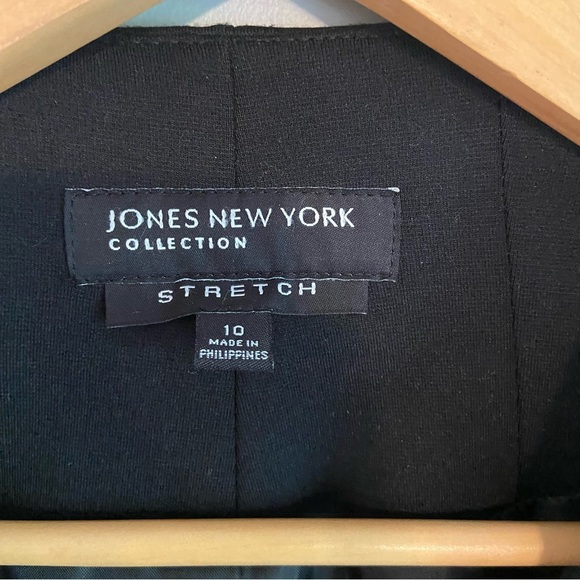 JONES NEW YORK
COLLECTION
STRETCH
10
MADE IN
PHILIPPINES